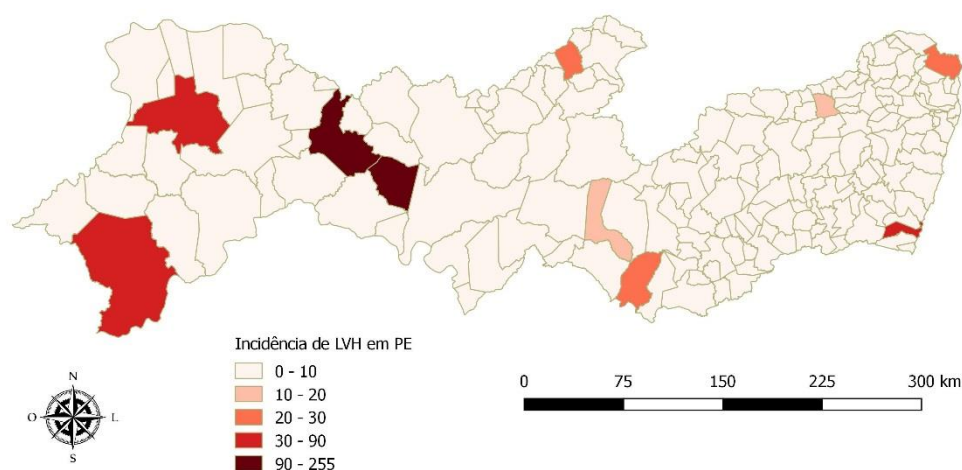 Incidência de LVH em PE
0 - 10
10 - 20
20 - 30
30 - 90
90 - 255
0 75 150 225 300 km
N
O L
S